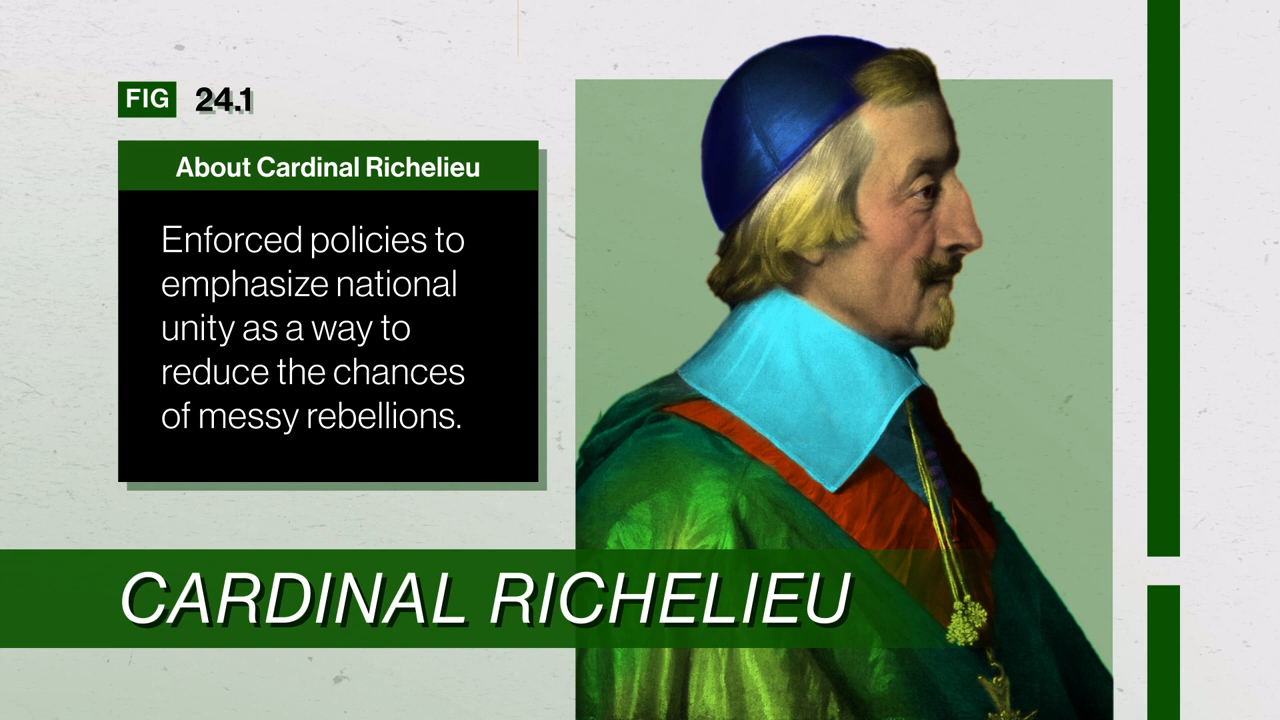 FIG 24.1
About Cardinal Richelieu
Enforced policies to
emphasize national
unity as a way to
reduce the chances
of messy rebellions.
CARDINAL RICHELIEU